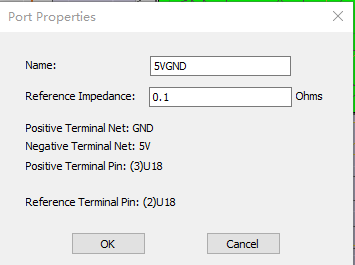 Port Properties
Name: 5VGND
Reference Impedance: 0.1 Ohms
Positive Terminal Net: GND
Negative Terminal Net: 5V
Positive Terminal Pin: (3)U18
Reference Terminal Pin: (2)U18
OK Cancel